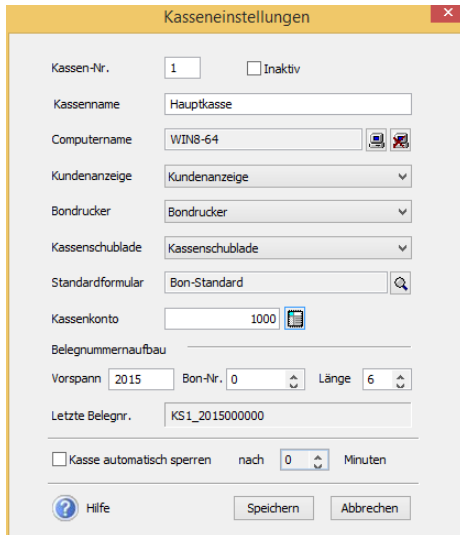 Kasseneinstellungen
Kassen-Nr. 1 Inaktiv
Kassenname Hauptkasse
Computername WIN8-64
Kundenanzeige Kundenanzeige
Bondrucker Bondrucker
Kassenschublade Kassenschublade
Standardformular Bon-Standard
Kassenkonto 1000
Belegnummernaufbau
Vorspann 2015 Bon-Nr. 0 Länge 6
Letzte Belegnr. KS1_2015000000
Kasse automatisch sperren nach 0 Minuten
Hilfe Speichern Abbrechen